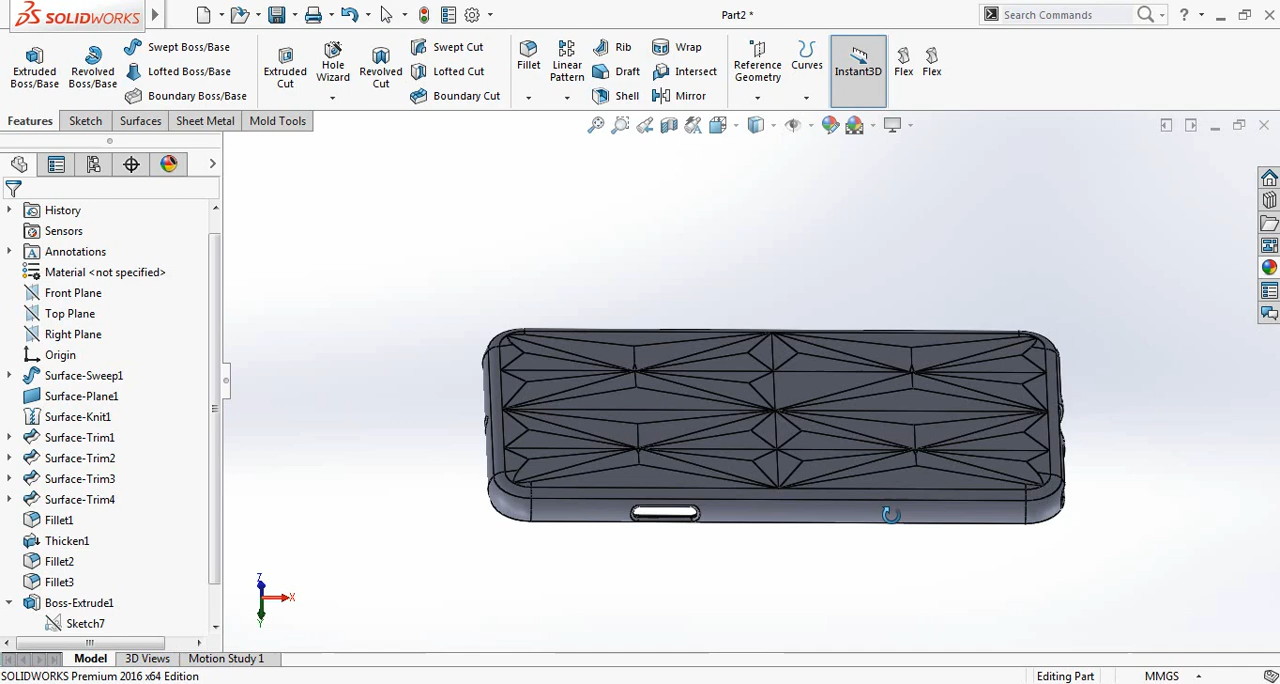 SOLIDWORKS
Part2 *
Search Commands
?
Extruded Boss/Base
Revolved Boss/Base
Swept Boss/Base
Lofted Boss/Base
Boundary Boss/Base
Extruded Cut
Hole Wizard
Revolved Cut
Swept Cut
Lofted Cut
Boundary Cut
Fillet
Linear Pattern
Rib
Draft
Shell
Wrap
Intersect
Mirror
Reference Geometry
Curves
Instant3D
Flex
Flex
Features
Sketch
Surfaces
Sheet Metal
Mold Tools
History
Sensors
Annotations
Material <not specified>
Front Plane
Top Plane
Right Plane
Origin
Surface-Sweep1
Surface-Plane1
Surface-Knit1
Surface-Trim1
Surface-Trim2
Surface-Trim3
Surface-Trim4
Fillet1
Thicken1
Fillet2
Fillet3
Boss-Extrude1
Sketch7
Z
X
Y
Model
3D Views
Motion Study 1
SOLIDWORKS Premium 2016 x64 Edition
Editing Part
MMGS